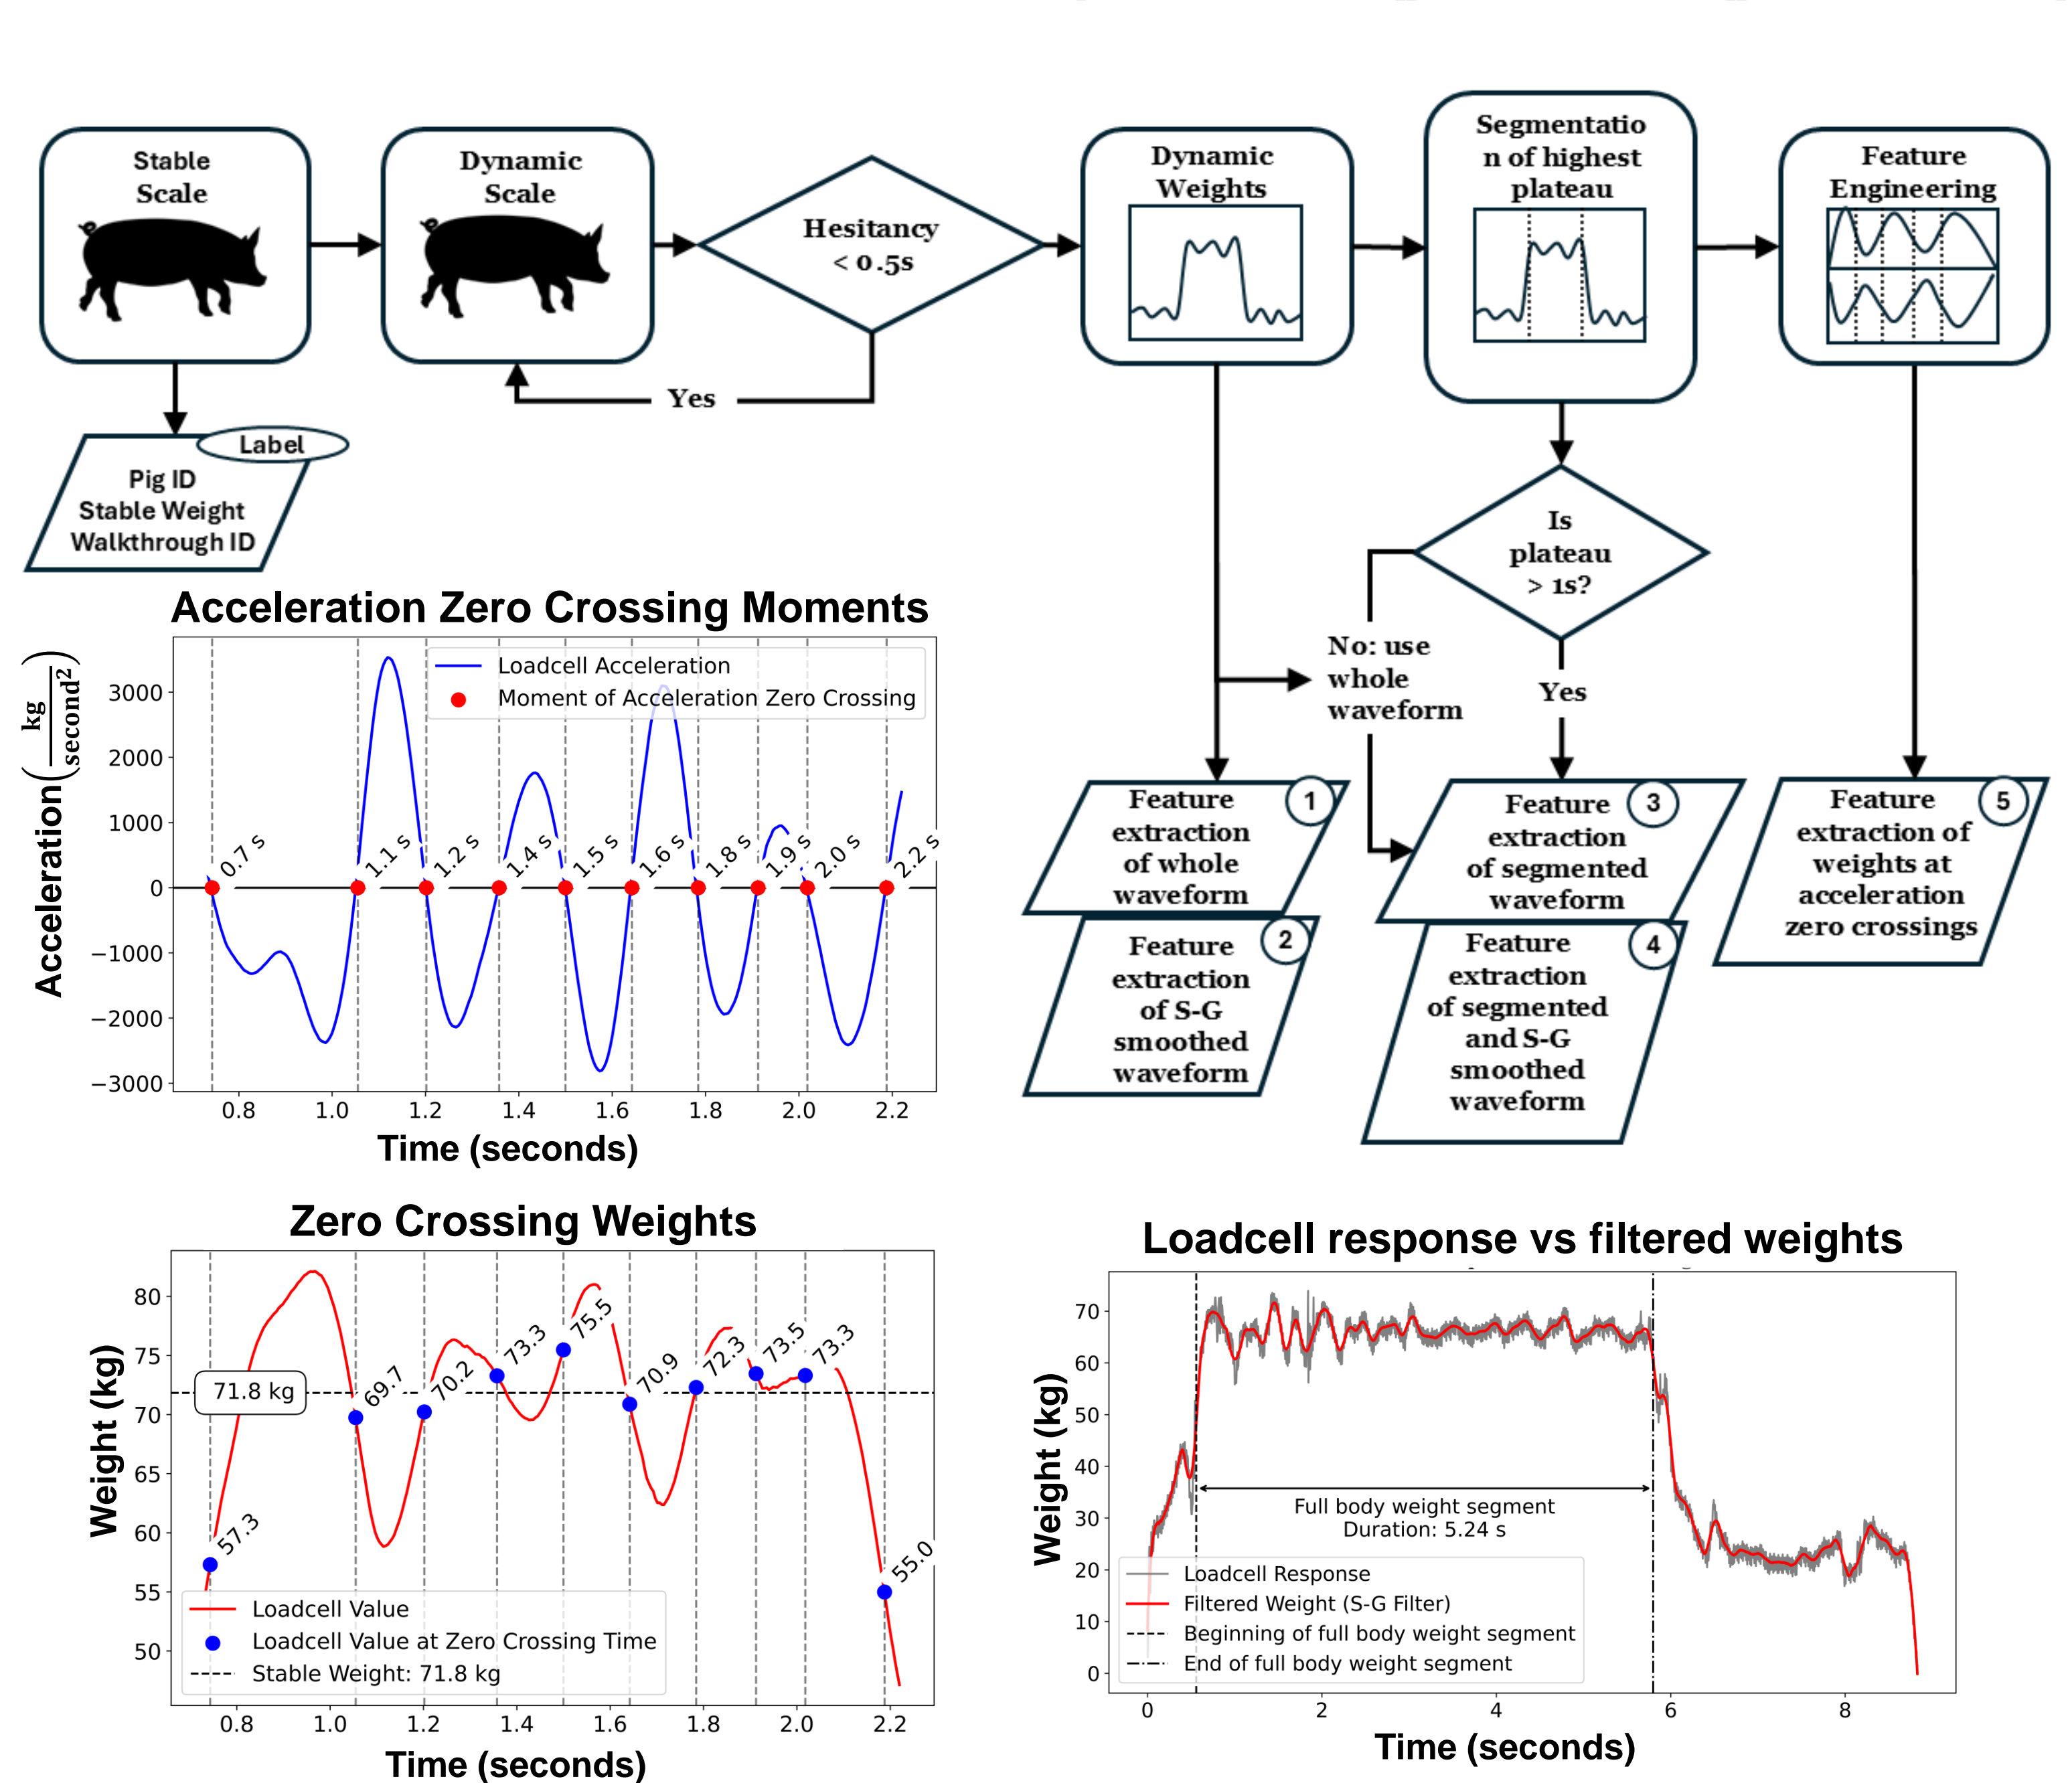 Stable
Scale
Dynamic
Scale
Hesitancy
< 0.5s
Dynamic
Weights
Segmentatio
n of highest
plateau
Feature
Engineering
Yes
Label
Pig ID
Stable Weight
Walkthrough ID
Is
plateau
> 1s?
No: use
whole
waveform
Yes
1
Feature
extraction
of whole
waveform
2
Feature
extraction
of S-G
smoothed
waveform
3
Feature
extraction
of segmented
waveform
4
Feature
extraction
of segmented
and S-G
smoothed
waveform
5
Feature
extraction of
weights at
acceleration
zero crossings
Acceleration Zero Crossing Moments
Acceleration(kg/second²)
Loadcell Acceleration
Moment of Acceleration Zero Crossing
3000
2000
1000
0
−1000
−2000
−3000
0.7 s
1.1 s
1.2 s
1.4 s
1.5 s
1.6 s
1.8 s
1.9 s
2.0 s
2.2 s
0.8 1.0 1.2 1.4 1.6 1.8 2.0 2.2
Time (seconds)
Zero Crossing Weights
Weight (kg)
80
75
70
65
60
55
50
71.8 kg
57.3
69.7
70.2
73.3
75.5
70.9
72.3
73.5
73.3
55.0
Loadcell Value
Loadcell Value at Zero Crossing Time
Stable Weight: 71.8 kg
0.8 1.0 1.2 1.4 1.6 1.8 2.0 2.2
Time (seconds)
Loadcell response vs filtered weights
Weight (kg)
70
60
50
40
30
20
10
0
Full body weight segment
Duration: 5.24 s
Loadcell Response
Filtered Weight (S-G Filter)
Beginning of full body weight segment
End of full body weight segment
0 2 4 6 8
Time (seconds)